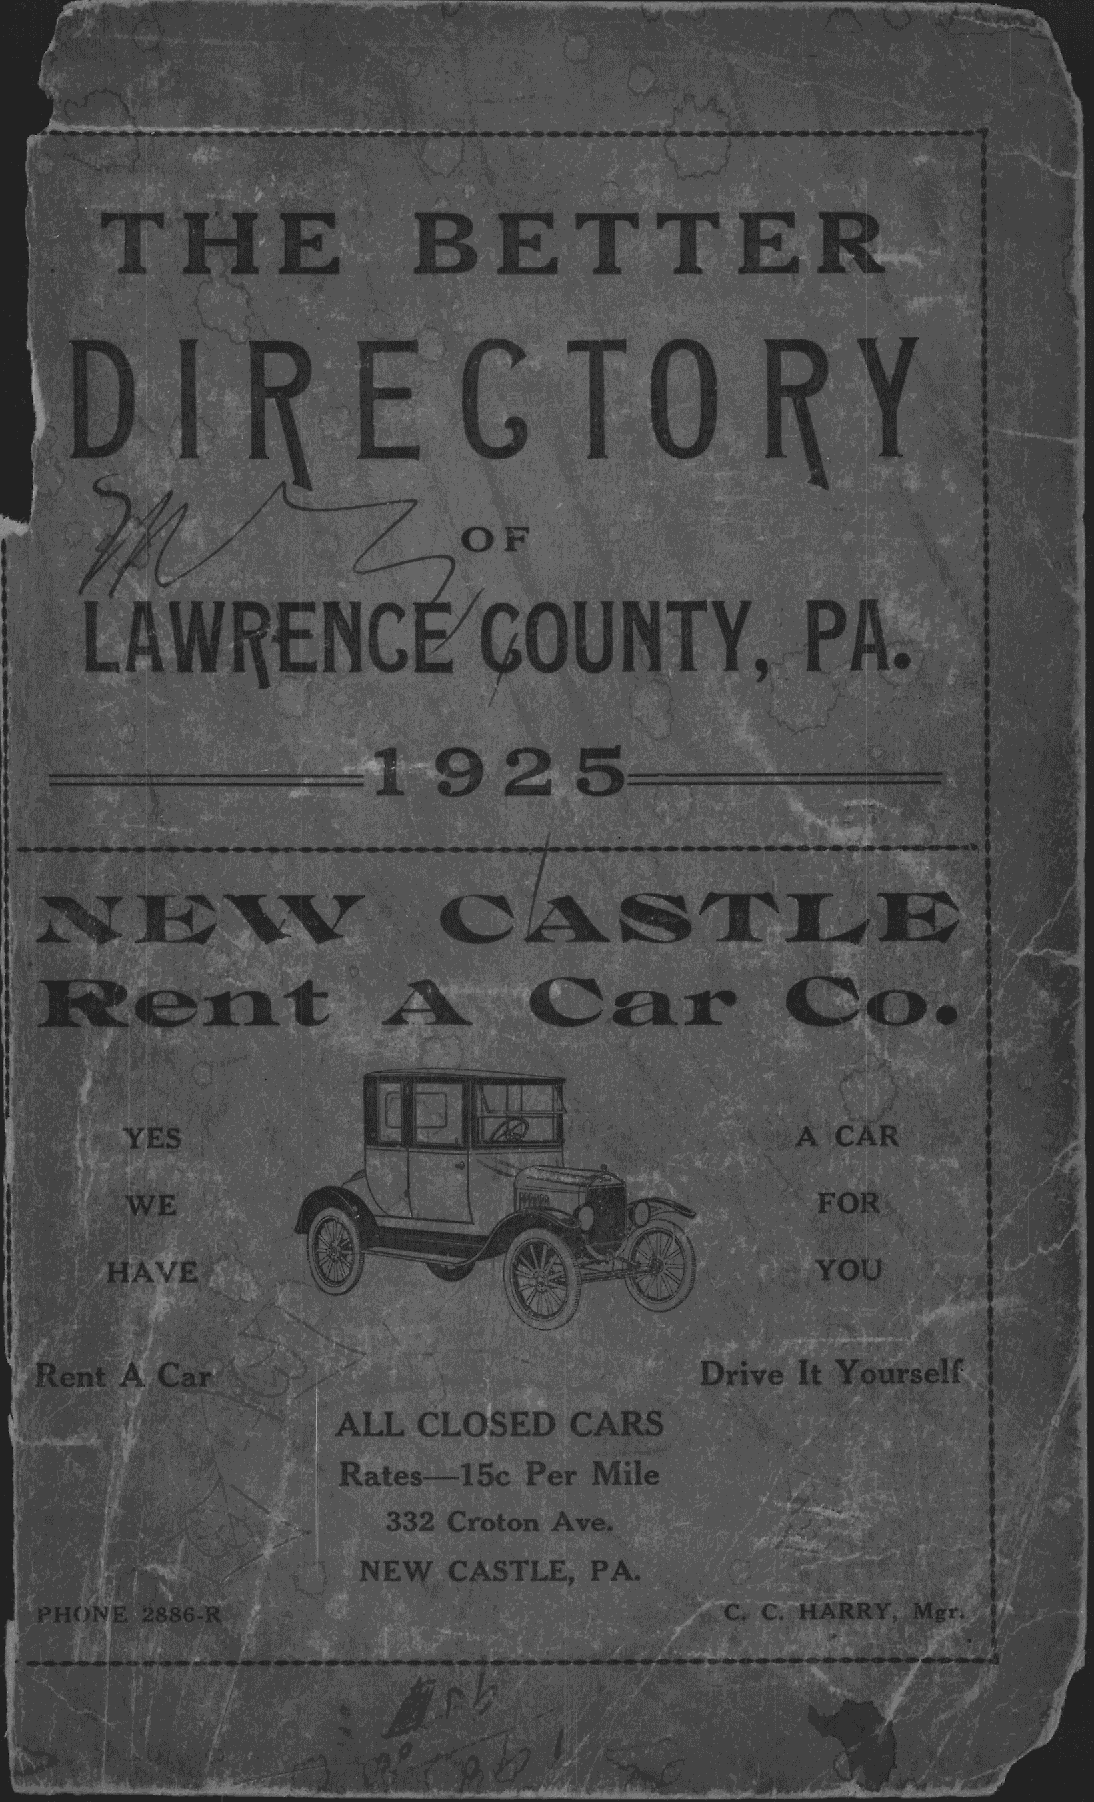 THE BETTER
DIRECTORY
OF
LAWRENCE COUNTY, PA.
1925
NEW CASTLE
Rent A Car Co.
YES
WE
HAVE
A CAR
FOR
YOU
Rent A Car
Drive It Yourself
ALL CLOSED CARS
Rates—15c Per Mile
332 Croton Ave.
NEW CASTLE, PA.
PHONE 2886-R
C. C. HARRY, Mgr.